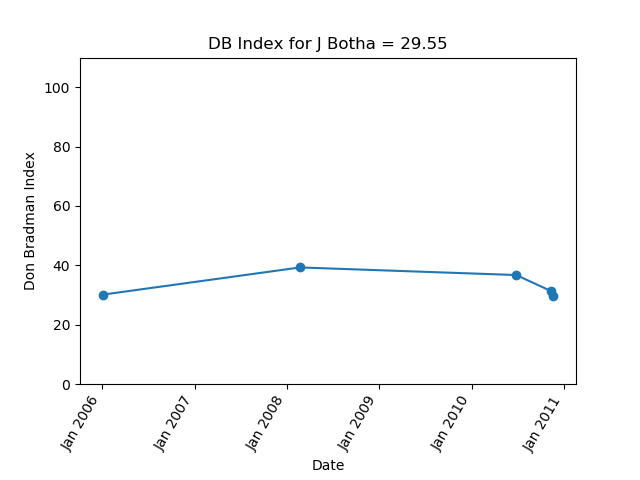 DB Index for J Botha = 29.55
100
80
60
40
20
0
Don Bradman Index
Jan 2006
Jan 2007
Jan 2008
Jan 2009
Jan 2010
Jan 2011
Date